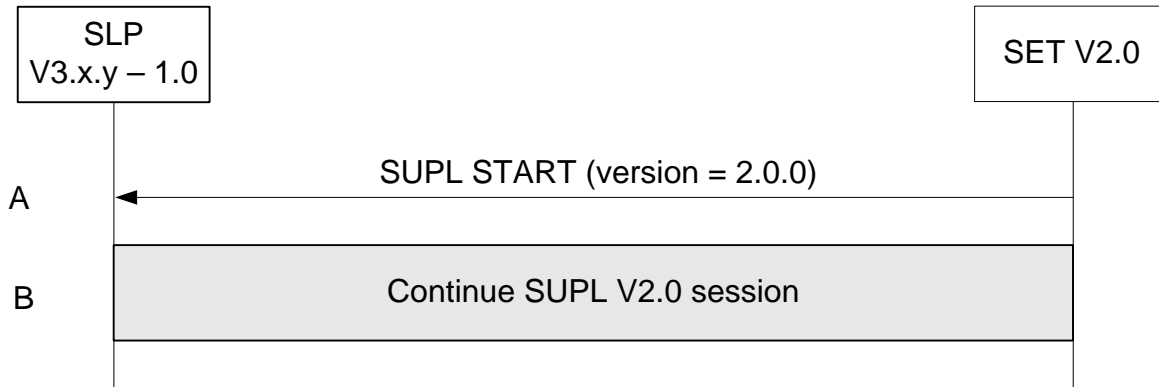 SLP
V3.x.y – 1.0
SET V2.0
SUPL START (version = 2.0.0)
A
Continue SUPL V2.0 session
B